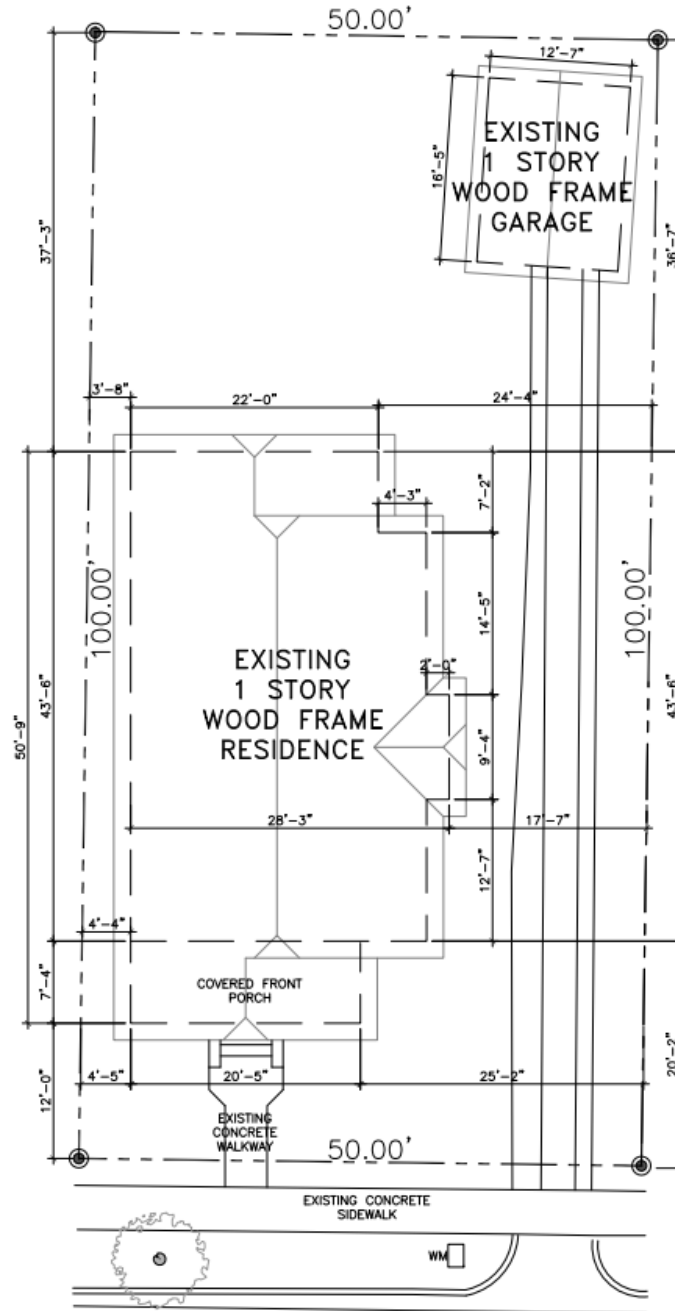 50.00'
12'-7"
EXISTING
1 STORY
WOOD FRAME
GARAGE
16'-5"
37'-3"
36'-7"
3'-8"
22'-0"
24'-4"
4'-3"
7'-2"
100.00'
100.00'
14'-5"
EXISTING
1 STORY
WOOD FRAME
RESIDENCE
2'-0"
43'-6"
50'-9"
9'-4"
43'-6"
28'-3"
17'-7"
12'-7"
4'-4"
7'-4"
COVERED FRONT
PORCH
4'-5"
20'-5"
25'-2"
20'-2"
12'-0"
EXISTING
CONCRETE
WALKWAY
50.00'
EXISTING CONCRETE
SIDEWALK
WM